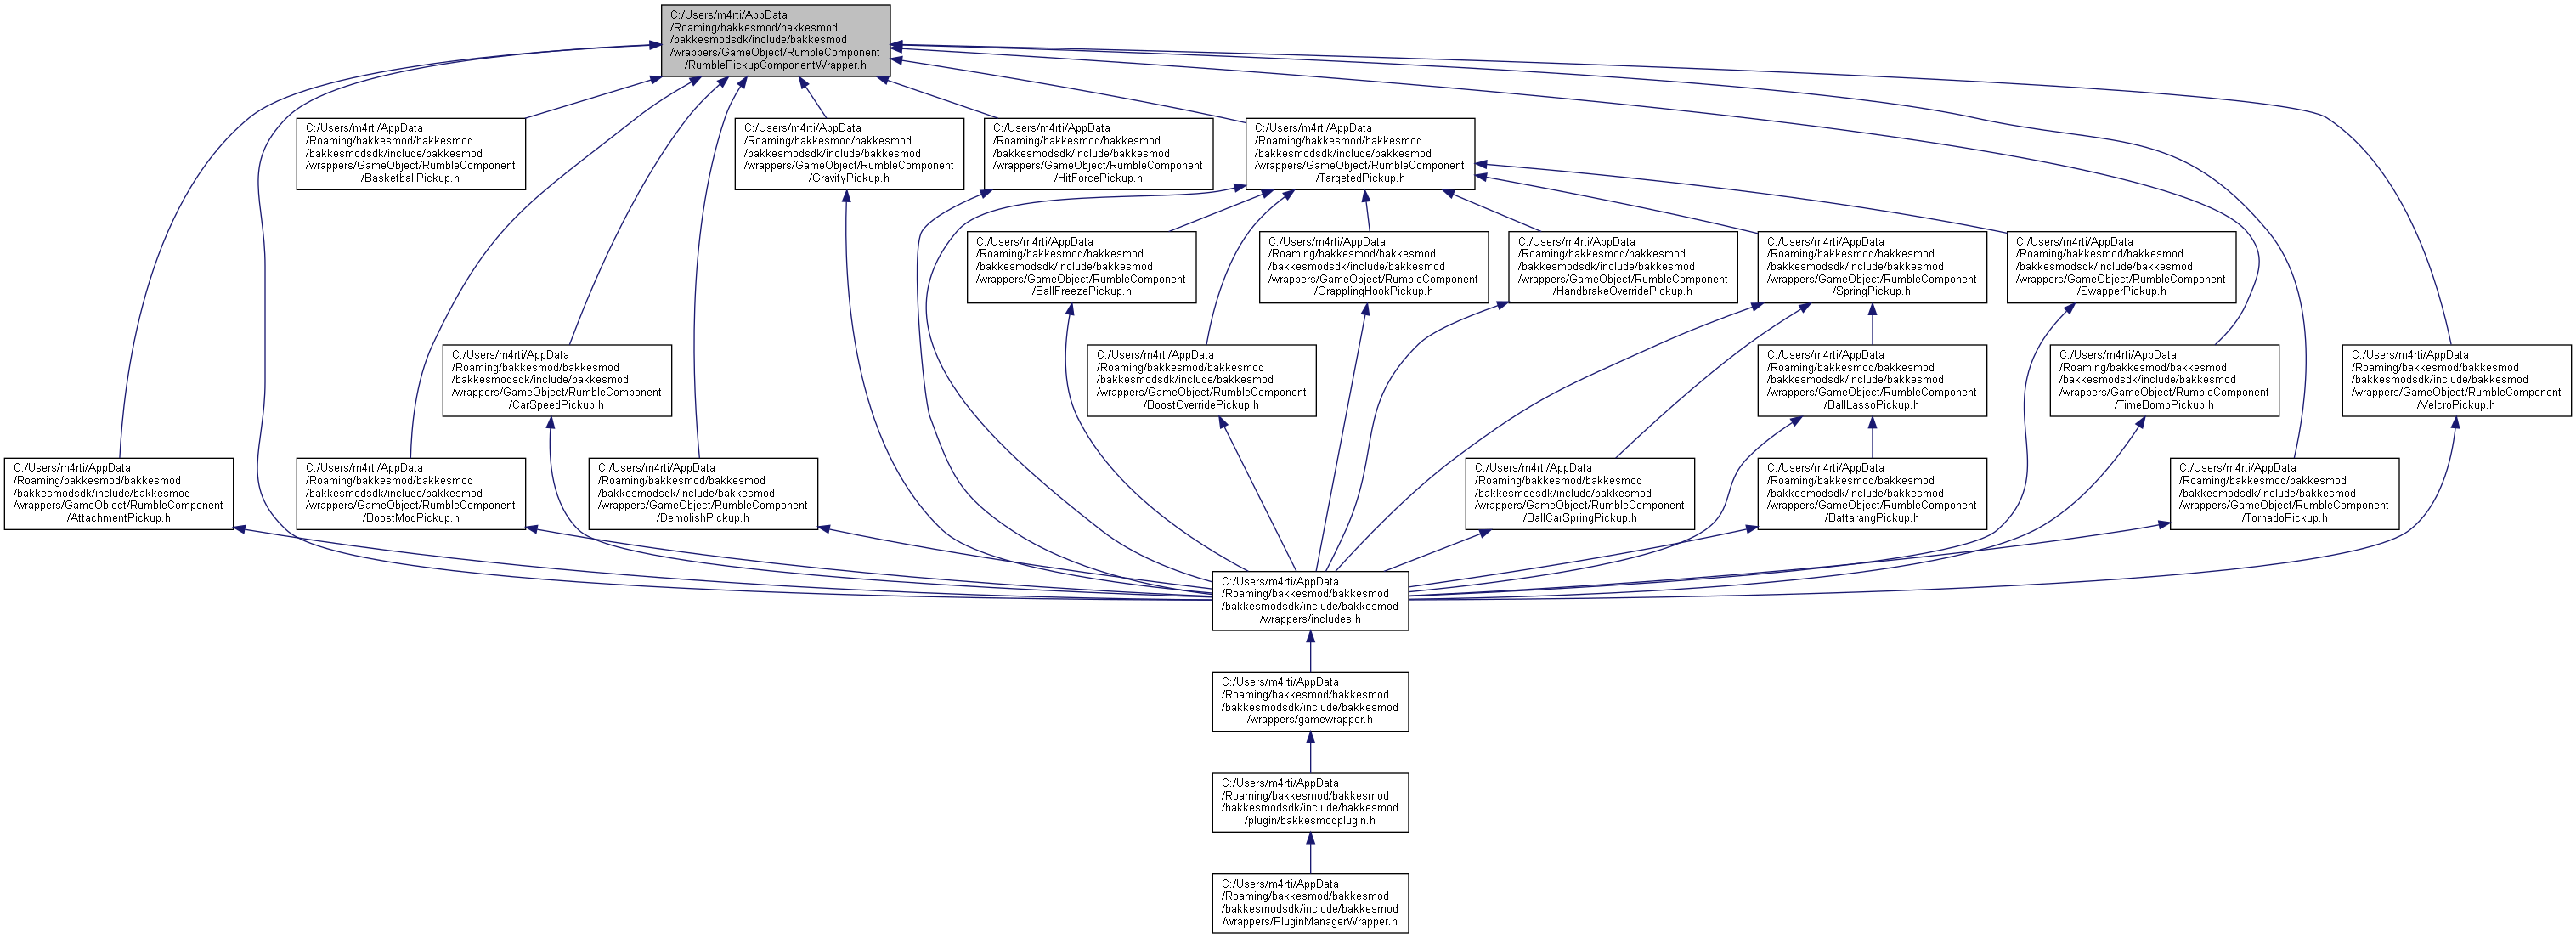 C:/Users/m4rti/AppData
/Roaming/bakkesmod/bakkesmod
/bakkesmodsdk/include/bakkesmod
/wrappers/GameObject/RumbleComponent
/RumblePickupComponentWrapper.h
C:/Users/m4rti/AppData
/Roaming/bakkesmod/bakkesmod
/bakkesmodsdk/include/bakkesmod
/wrappers/GameObject/RumbleComponent
/BasketballPickup.h
C:/Users/m4rti/AppData
/Roaming/bakkesmod/bakkesmod
/bakkesmodsdk/include/bakkesmod
/wrappers/GameObject/RumbleComponent
/GravityPickup.h
C:/Users/m4rti/AppData
/Roaming/bakkesmod/bakkesmod
/bakkesmodsdk/include/bakkesmod
/wrappers/GameObject/RumbleComponent
/HitForcePickup.h
C:/Users/m4rti/AppData
/Roaming/bakkesmod/bakkesmod
/bakkesmodsdk/include/bakkesmod
/wrappers/GameObject/RumbleComponent
/TargetedPickup.h
C:/Users/m4rti/AppData
/Roaming/bakkesmod/bakkesmod
/bakkesmodsdk/include/bakkesmod
/wrappers/GameObject/RumbleComponent
/BallFreezePickup.h
C:/Users/m4rti/AppData
/Roaming/bakkesmod/bakkesmod
/bakkesmodsdk/include/bakkesmod
/wrappers/GameObject/RumbleComponent
/GrapplingHookPickup.h
C:/Users/m4rti/AppData
/Roaming/bakkesmod/bakkesmod
/bakkesmodsdk/include/bakkesmod
/wrappers/GameObject/RumbleComponent
/HandbrakeOverridePickup.h
C:/Users/m4rti/AppData
/Roaming/bakkesmod/bakkesmod
/bakkesmodsdk/include/bakkesmod
/wrappers/GameObject/RumbleComponent
/SpringPickup.h
C:/Users/m4rti/AppData
/Roaming/bakkesmod/bakkesmod
/bakkesmodsdk/include/bakkesmod
/wrappers/GameObject/RumbleComponent
/SwapperPickup.h
C:/Users/m4rti/AppData
/Roaming/bakkesmod/bakkesmod
/bakkesmodsdk/include/bakkesmod
/wrappers/GameObject/RumbleComponent
/CarSpeedPickup.h
C:/Users/m4rti/AppData
/Roaming/bakkesmod/bakkesmod
/bakkesmodsdk/include/bakkesmod
/wrappers/GameObject/RumbleComponent
/BoostOverridePickup.h
C:/Users/m4rti/AppData
/Roaming/bakkesmod/bakkesmod
/bakkesmodsdk/include/bakkesmod
/wrappers/GameObject/RumbleComponent
/BallLassoPickup.h
C:/Users/m4rti/AppData
/Roaming/bakkesmod/bakkesmod
/bakkesmodsdk/include/bakkesmod
/wrappers/GameObject/RumbleComponent
/TimeBombPickup.h
C:/Users/m4rti/AppData
/Roaming/bakkesmod/bakkesmod
/bakkesmodsdk/include/bakkesmod
/wrappers/GameObject/RumbleComponent
/VelcroPickup.h
C:/Users/m4rti/AppData
/Roaming/bakkesmod/bakkesmod
/bakkesmodsdk/include/bakkesmod
/wrappers/GameObject/RumbleComponent
/AttachmentPickup.h
C:/Users/m4rti/AppData
/Roaming/bakkesmod/bakkesmod
/bakkesmodsdk/include/bakkesmod
/wrappers/GameObject/RumbleComponent
/BoostModPickup.h
C:/Users/m4rti/AppData
/Roaming/bakkesmod/bakkesmod
/bakkesmodsdk/include/bakkesmod
/wrappers/GameObject/RumbleComponent
/DemolishPickup.h
C:/Users/m4rti/AppData
/Roaming/bakkesmod/bakkesmod
/bakkesmodsdk/include/bakkesmod
/wrappers/GameObject/RumbleComponent
/BallCarSpringPickup.h
C:/Users/m4rti/AppData
/Roaming/bakkesmod/bakkesmod
/bakkesmodsdk/include/bakkesmod
/wrappers/GameObject/RumbleComponent
/BattarangPickup.h
C:/Users/m4rti/AppData
/Roaming/bakkesmod/bakkesmod
/bakkesmodsdk/include/bakkesmod
/wrappers/GameObject/RumbleComponent
/TornadoPickup.h
C:/Users/m4rti/AppData
/Roaming/bakkesmod/bakkesmod
/bakkesmodsdk/include/bakkesmod
/wrappers/includes.h
C:/Users/m4rti/AppData
/Roaming/bakkesmod/bakkesmod
/bakkesmodsdk/include/bakkesmod
/wrappers/gamewrapper.h
C:/Users/m4rti/AppData
/Roaming/bakkesmod/bakkesmod
/bakkesmodsdk/include/bakkesmod
/plugin/bakkesmodplugin.h
C:/Users/m4rti/AppData
/Roaming/bakkesmod/bakkesmod
/bakkesmodsdk/include/bakkesmod
/wrappers/PluginManagerWrapper.h